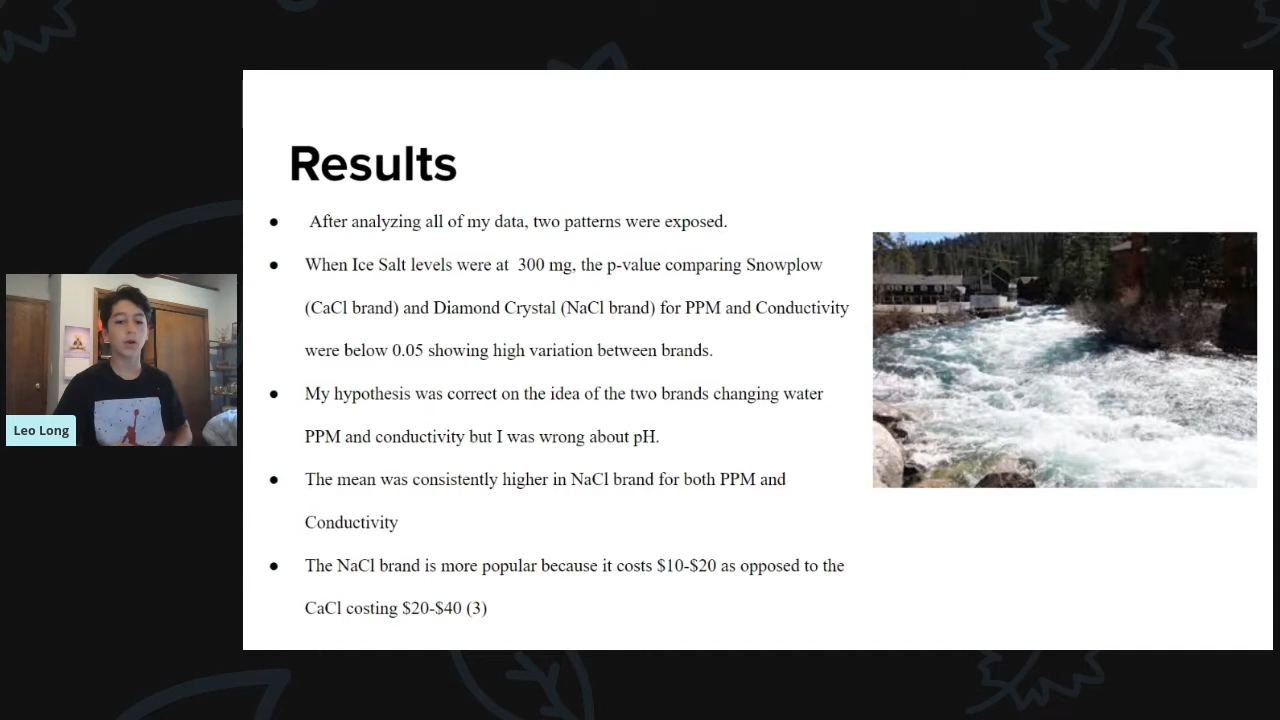 Results
● After analyzing all of my data, two patterns were exposed.
● When Ice Salt levels were at 300 mg, the p-value comparing Snowplow
(CaCl brand) and Diamond Crystal (NaCl brand) for PPM and Conductivity
were below 0.05 showing high variation between brands.
● My hypothesis was correct on the idea of the two brands changing water
PPM and conductivity but I was wrong about pH.
● The mean was consistently higher in NaCl brand for both PPM and
Conductivity
● The NaCl brand is more popular because it costs $10-$20 as opposed to the
CaCl costing $20-$40 (3)
Leo Long